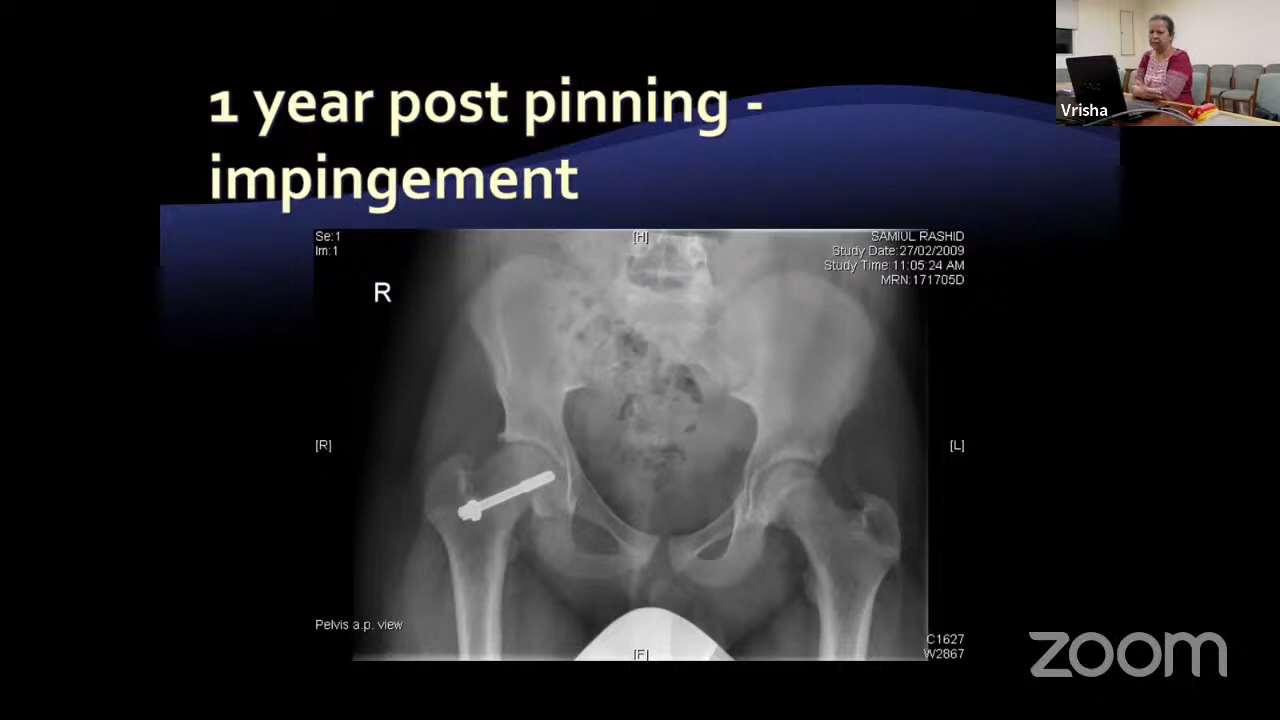 1 year post pinning -
impingement
Vrisha
Se:1
Im:1
[H]
SAMIUL RASHID
Study Date:27/02/2009
Study Time:11:05:24 AM
MRN:171705D
R
[R]
[L]
Pelvis a.p. view
[F]
C1627
W2867
zoom